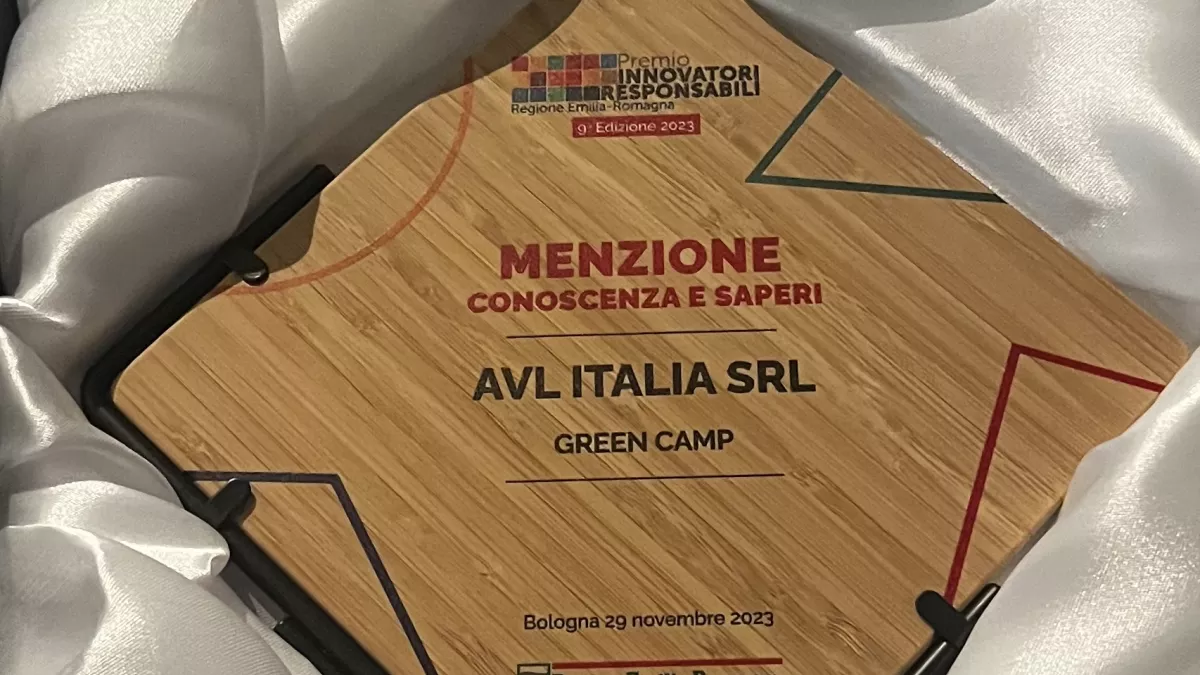 Premio
INNOVATORI
RESPONSABILI
Regione Emilia-Romagna
9ª Edizione 2023
MENZIONE
CONOSCENZA E SAPERI
AVL ITALIA SRL
GREEN CAMP
Bologna 29 novembre 2023